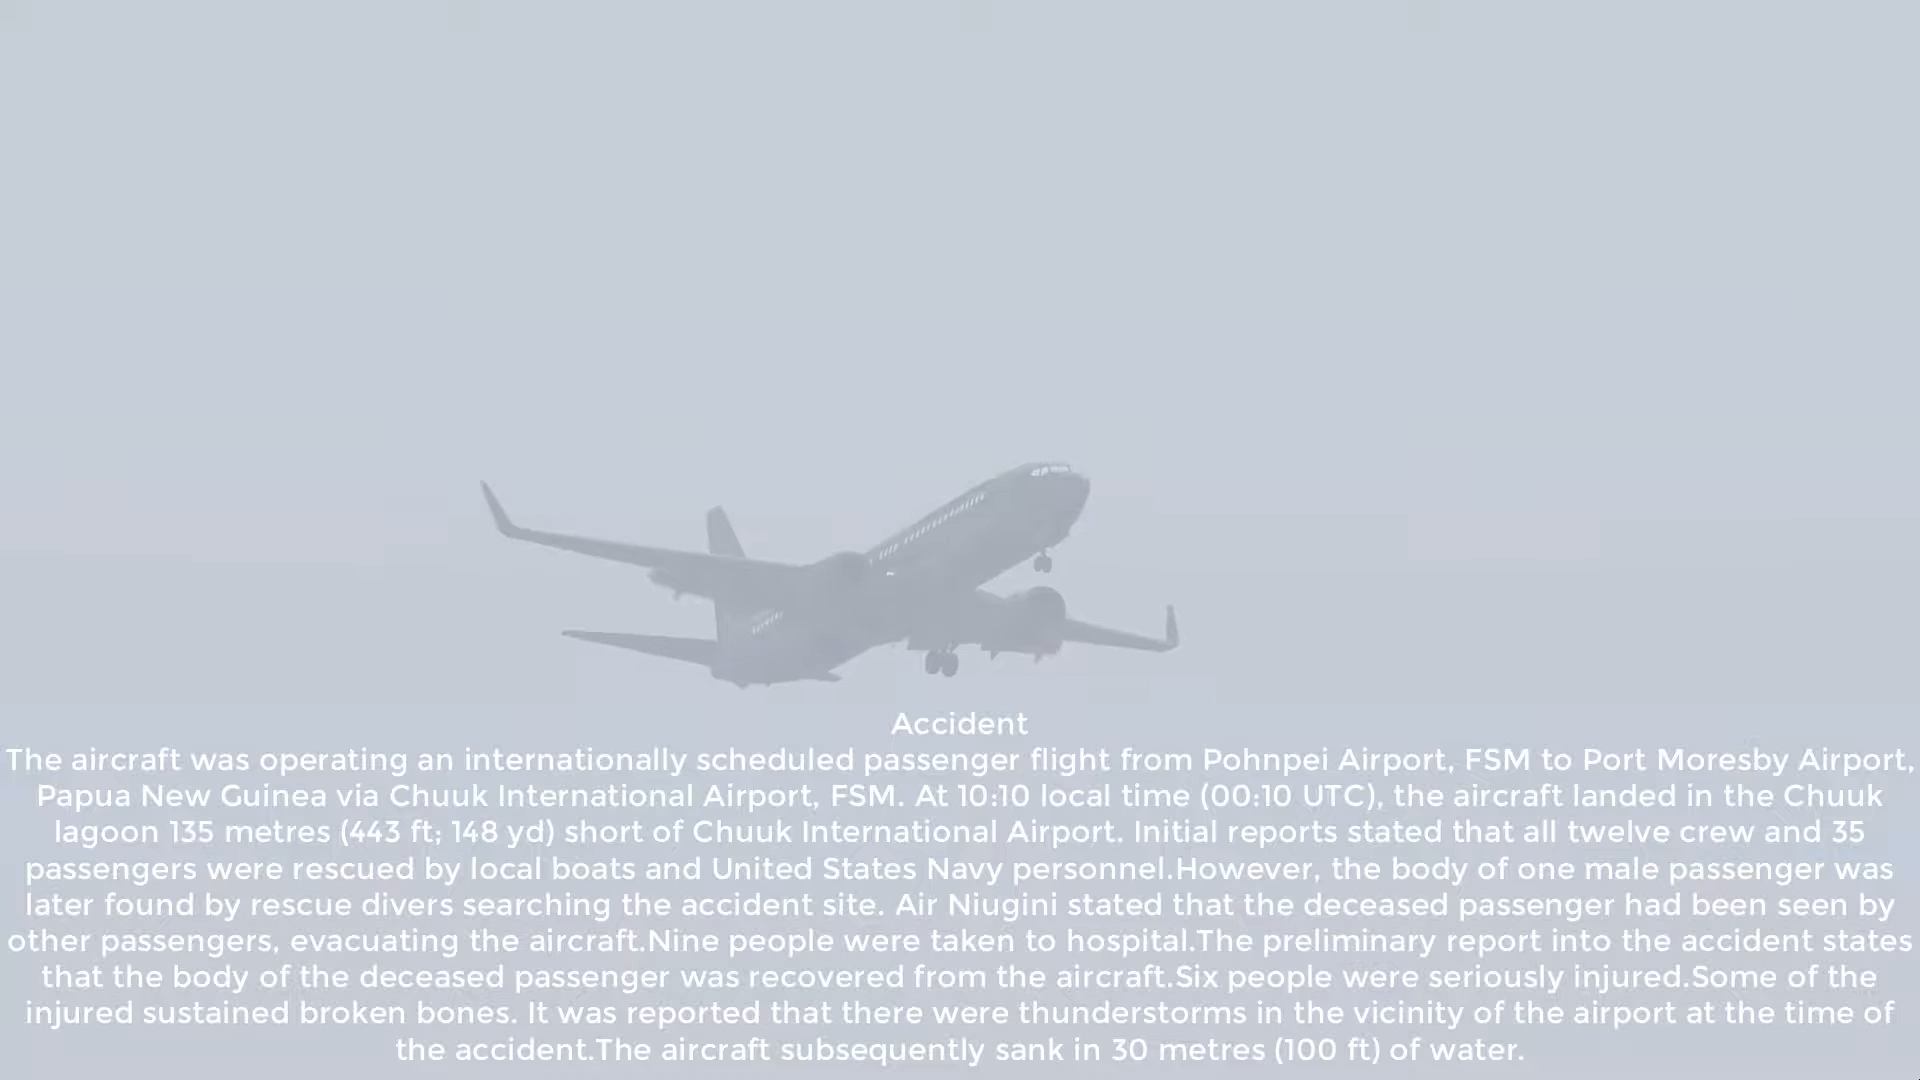 Accident
The aircraft was operating an internationally scheduled passenger flight from Pohnpei Airport, FSM to Port Moresby Airport,
Papua New Guinea via Chuuk International Airport, FSM. At 10:10 local time (00:10 UTC), the aircraft landed in the Chuuk
lagoon 135 metres (443 ft; 148 yd) short of Chuuk International Airport. Initial reports stated that all twelve crew and 35
passengers were rescued by local boats and United States Navy personnel.However, the body of one male passenger was
later found by rescue divers searching the accident site. Air Niugini stated that the deceased passenger had been seen by
other passengers, evacuating the aircraft.Nine people were taken to hospital.The preliminary report into the accident states
that the body of the deceased passenger was recovered from the aircraft.Six people were seriously injured.Some of the
injured sustained broken bones. It was reported that there were thunderstorms in the vicinity of the airport at the time of
the accident.The aircraft subsequently sank in 30 metres (100 ft) of water.